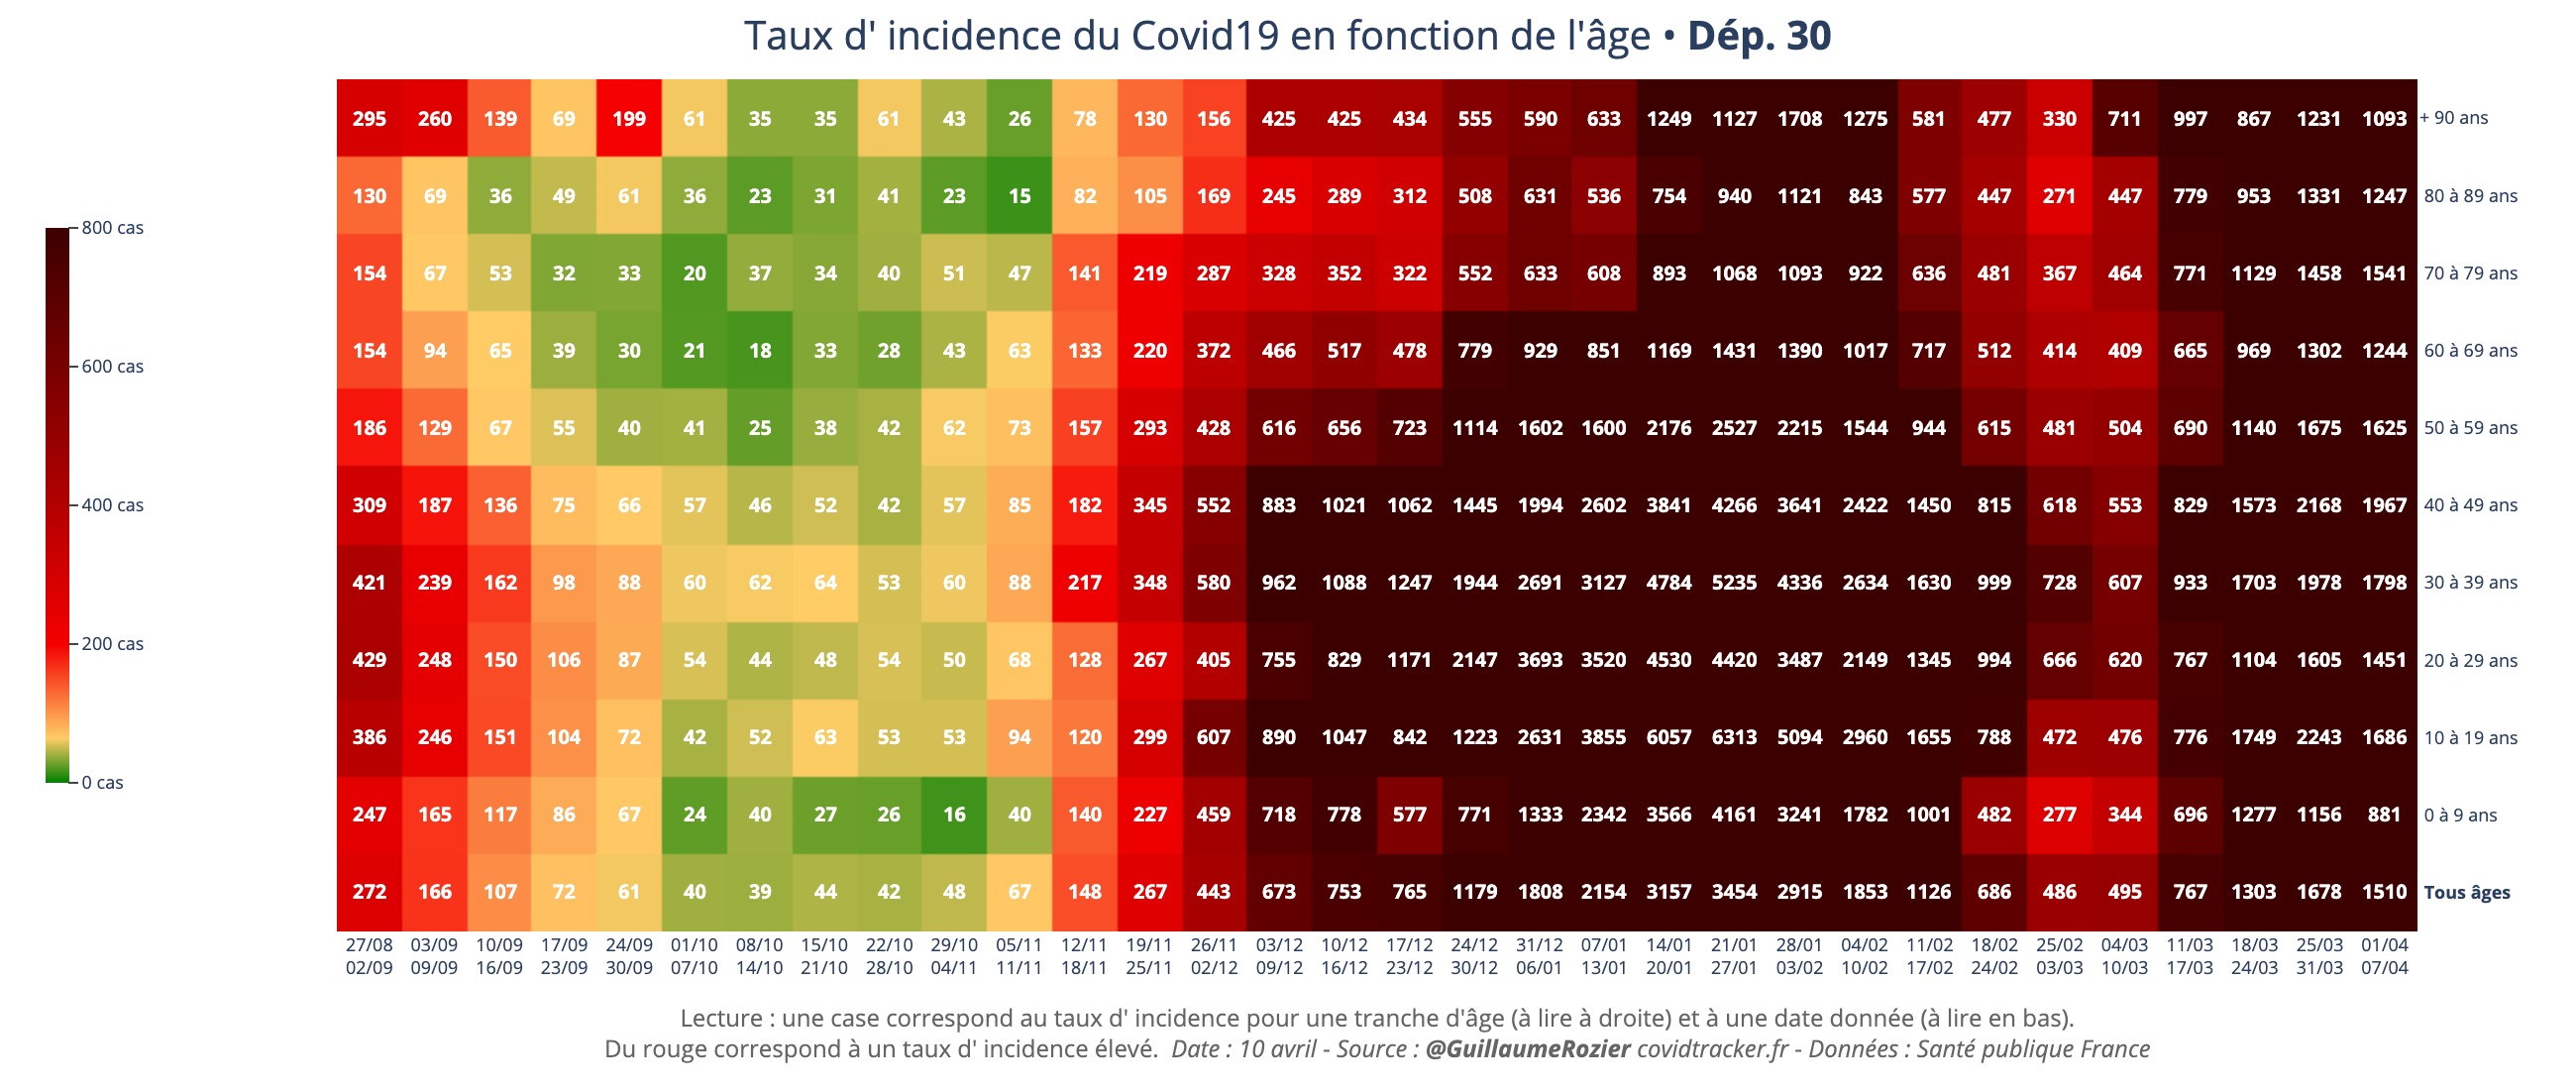 Taux d' incidence du Covid19 en fonction de l'âge • Dép. 30
295 260 139 69 199 61 35 35 61 43 26 78 130 156 425 425 434 555 590 633 1249 1127 1708 1275 581 477 330 711 997 867 1231 1093 + 90 ans
130 69 36 49 61 36 23 31 41 23 15 82 105 169 245 289 312 508 631 536 754 940 1121 843 577 447 271 447 779 953 1331 1247 80 à 89 ans
800 cas
154 67 53 32 33 20 37 34 40 51 47 141 219 287 328 352 322 552 633 608 893 1068 1093 922 636 481 367 464 771 1129 1458 1541 70 à 79 ans
154 94 65 39 30 21 18 33 28 43 63 133 220 372 466 517 478 779 929 851 1169 1431 1390 1017 717 512 414 409 665 969 1302 1244 60 à 69 ans
600 cas
186 129 67 55 40 41 25 38 42 62 73 157 293 428 616 656 723 1114 1602 1600 2176 2527 2215 1544 944 615 481 504 690 1140 1675 1625 50 à 59 ans
400 cas
309 187 136 75 66 57 46 52 42 57 85 182 345 552 883 1021 1062 1445 1994 2602 3841 4266 3641 2422 1450 815 618 553 829 1573 2168 1967 40 à 49 ans
421 239 162 98 88 60 62 64 53 60 88 217 348 580 962 1088 1247 1944 2691 3127 4784 5235 4336 2634 1630 999 728 607 933 1703 1978 1798 30 à 39 ans
200 cas
429 248 150 106 87 54 44 48 54 50 68 128 267 405 755 829 1171 2147 3693 3520 4530 4420 3487 2149 1345 994 666 620 767 1104 1605 1451 20 à 29 ans
386 246 151 104 72 42 52 63 53 53 94 120 299 607 890 1047 842 1223 2631 3855 6057 6313 5094 2960 1655 788 472 476 776 1749 2243 1686 10 à 19 ans
0 cas
247 165 117 86 67 24 40 27 26 16 40 140 227 459 718 778 577 771 1333 2342 3566 4161 3241 1782 1001 482 277 344 696 1277 1156 881 0 à 9 ans
272 166 107 72 61 40 39 44 42 48 67 148 267 443 673 753 765 1179 1808 2154 3157 3454 2915 1853 1126 686 486 495 767 1303 1678 1510 Tous âges
27/08 03/09 10/09 17/09 24/09 01/10 08/10 15/10 22/10 29/10 05/11 12/11 19/11 26/11 03/12 10/12 17/12 24/12 31/12 07/01 14/01 21/01 28/01 04/02 11/02 18/02 25/02 04/03 11/03 18/03 25/03 01/04
02/09 09/09 16/09 23/09 30/09 07/10 14/10 21/10 28/10 04/11 11/11 18/11 25/11 02/12 09/12 16/12 23/12 30/12 06/01 13/01 20/01 27/01 03/02 10/02 17/02 24/02 03/03 10/03 17/03 24/03 31/03 07/04
Lecture : une case correspond au taux d' incidence pour une tranche d'âge (à lire à droite) et à une date donnée (à lire en bas).
Du rouge correspond à un taux d' incidence élevé. Date : 10 avril - Source : @GuillaumeRozier covidtracker.fr - Données : Santé publique France